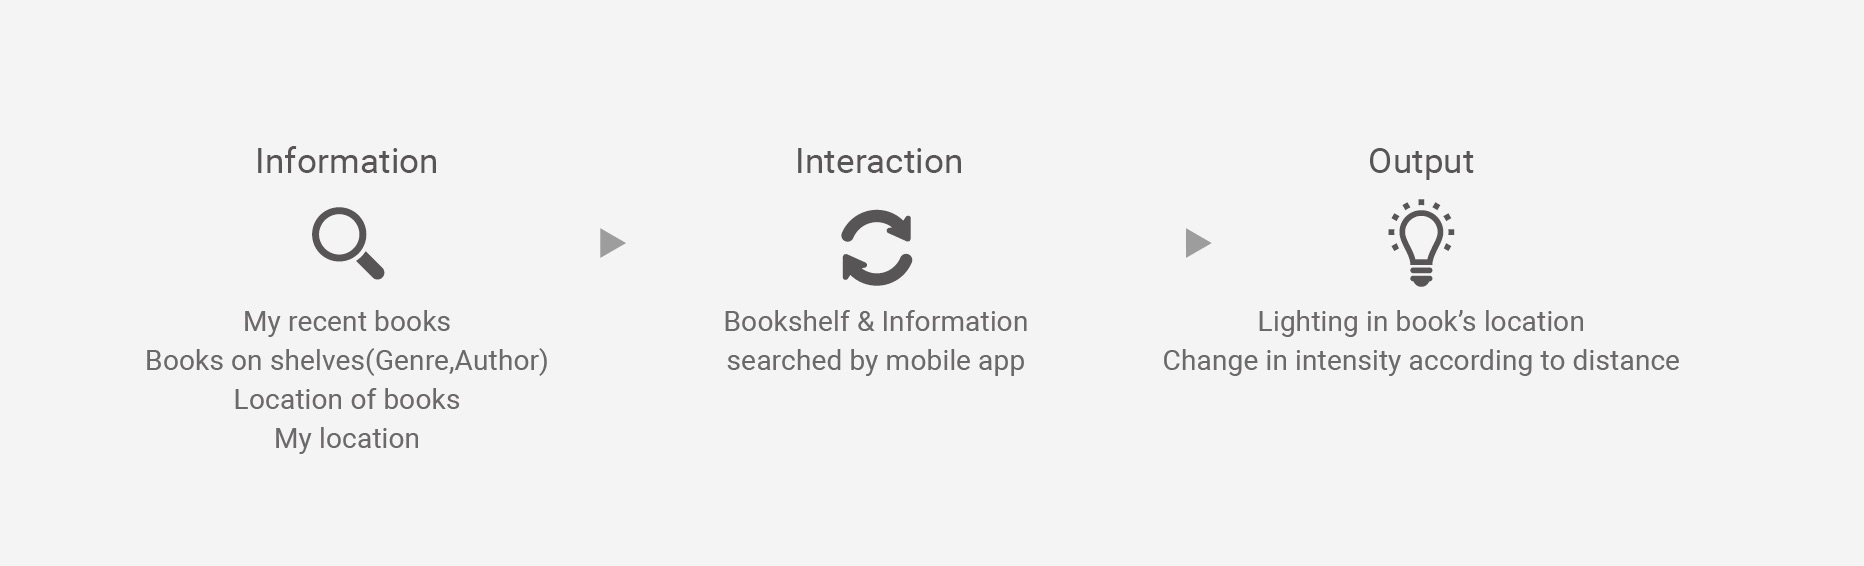 Information
My recent books
Books on shelves(Genre,Author)
Location of books
My location
Interaction
Bookshelf & Information
searched by mobile app
Output
Lighting in book’s location
Change in intensity according to distance